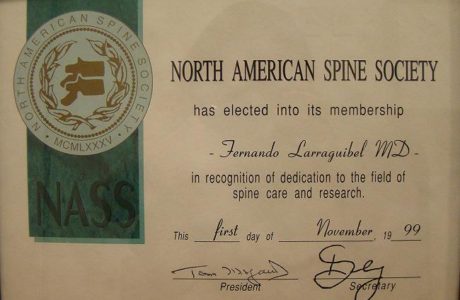 NORTH AMERICAN SPINE SOCIETY
MCMLXXXV
NASS
NORTH AMERICAN SPINE SOCIETY
has elected into its membership
- Fernando Larraguibel MD -
in recognition of dedication to the field of
spine care and research.
This first day of November, 19 99
President Secretary